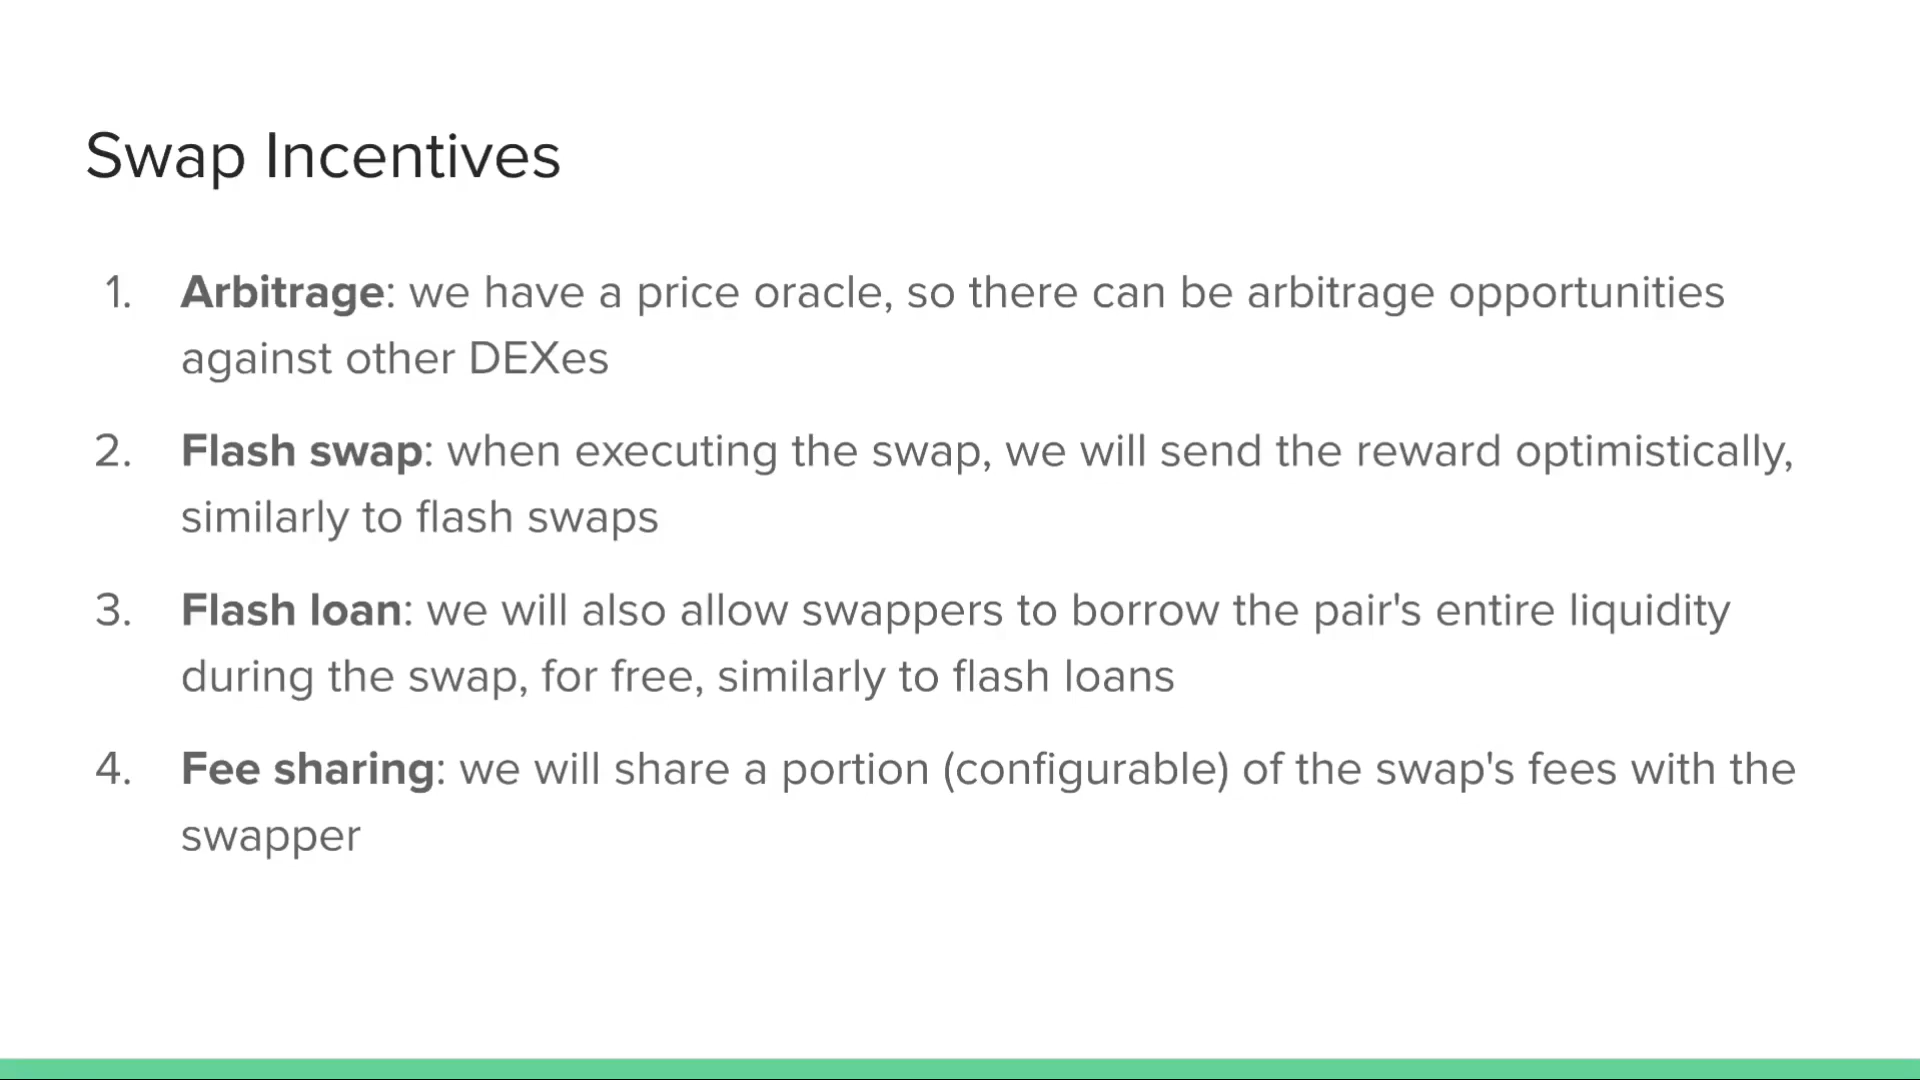 Swap Incentives
1. Arbitrage: we have a price oracle, so there can be arbitrage opportunities
against other DEXes
2. Flash swap: when executing the swap, we will send the reward optimistically,
similarly to flash swaps
3. Flash loan: we will also allow swappers to borrow the pair's entire liquidity
during the swap, for free, similarly to flash loans
4. Fee sharing: we will share a portion (configurable) of the swap's fees with the
swapper